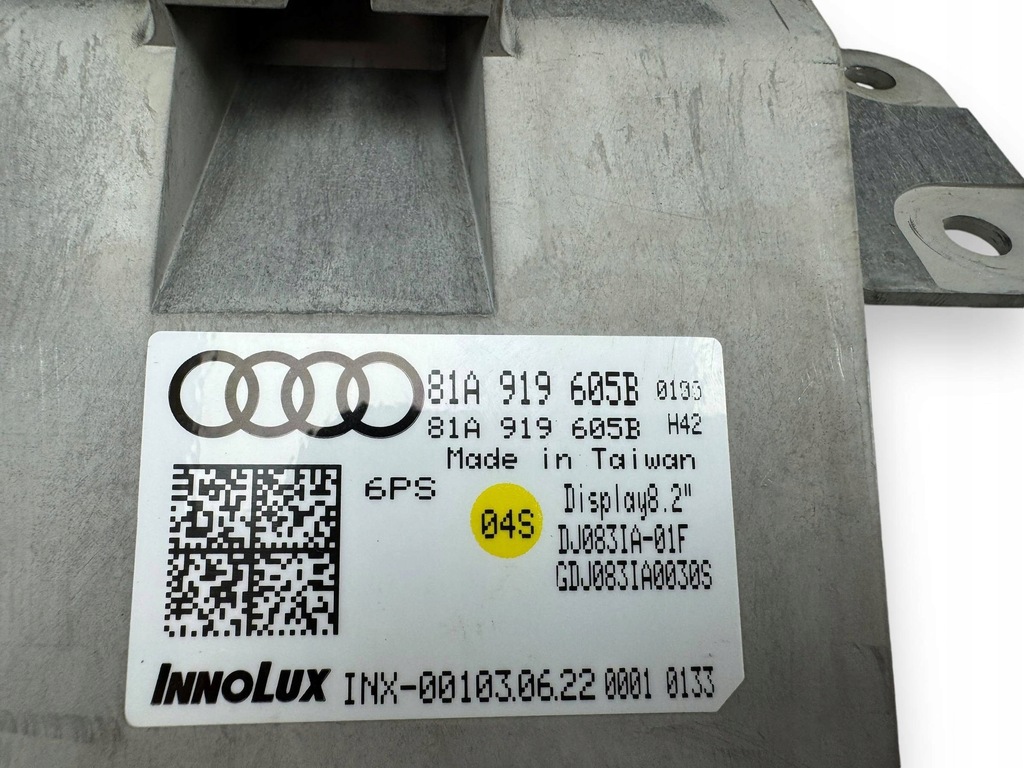 81A 919 605B 0195
81A 919 605B H42
Made in Taiwan
6PS
04S
Display8.2"
DJ083IA-01F
GDJ083IA0030S
INNOLUX INX-00103.06.22 0001 0133